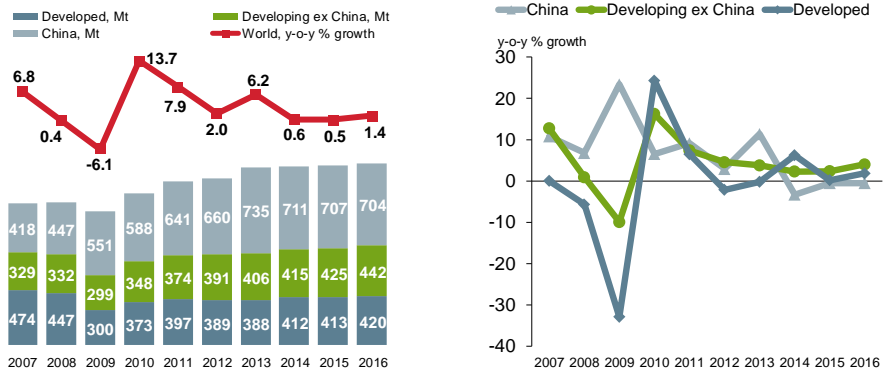 Developed, Mt
Developing ex China, Mt
China, Mt
World, y-o-y % growth
6.8
0.4
-6.1
13.7
7.9
2.0
6.2
0.6
0.5
1.4
418 447 551 588 641 660 735 711 707 704
329 332 299 348 374 391 406 415 425 442
474 447 300 373 397 389 388 412 413 420
2007 2008 2009 2010 2011 2012 2013 2014 2015 2016
China Developing ex China Developed
y-o-y % growth
30
20
10
0
-10
-20
-30
-40
2007 2008 2009 2010 2011 2012 2013 2014 2015 2016